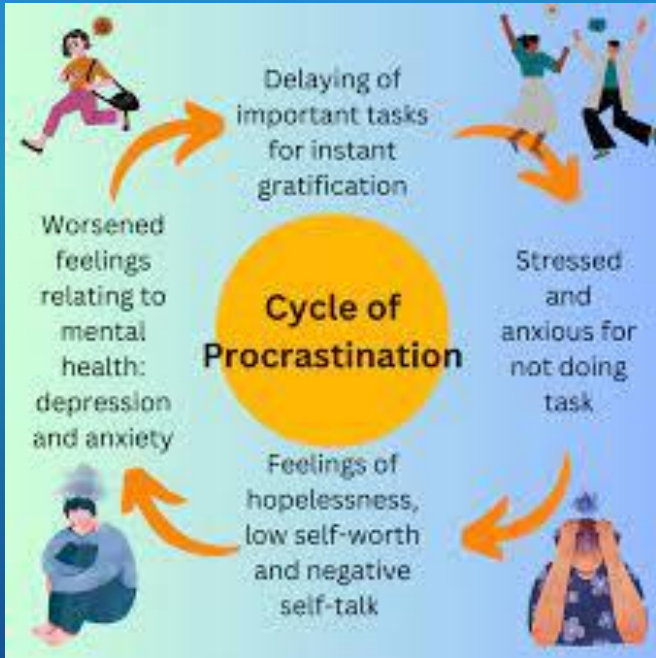 Delaying of
important tasks
for instant
gratification
Stressed
and
anxious for
not doing
task
Feelings of
hopelessness,
low self-worth
and negative
self-talk
Worsened
feelings
relating to
mental
health:
depression
and anxiety
Cycle of
Procrastination